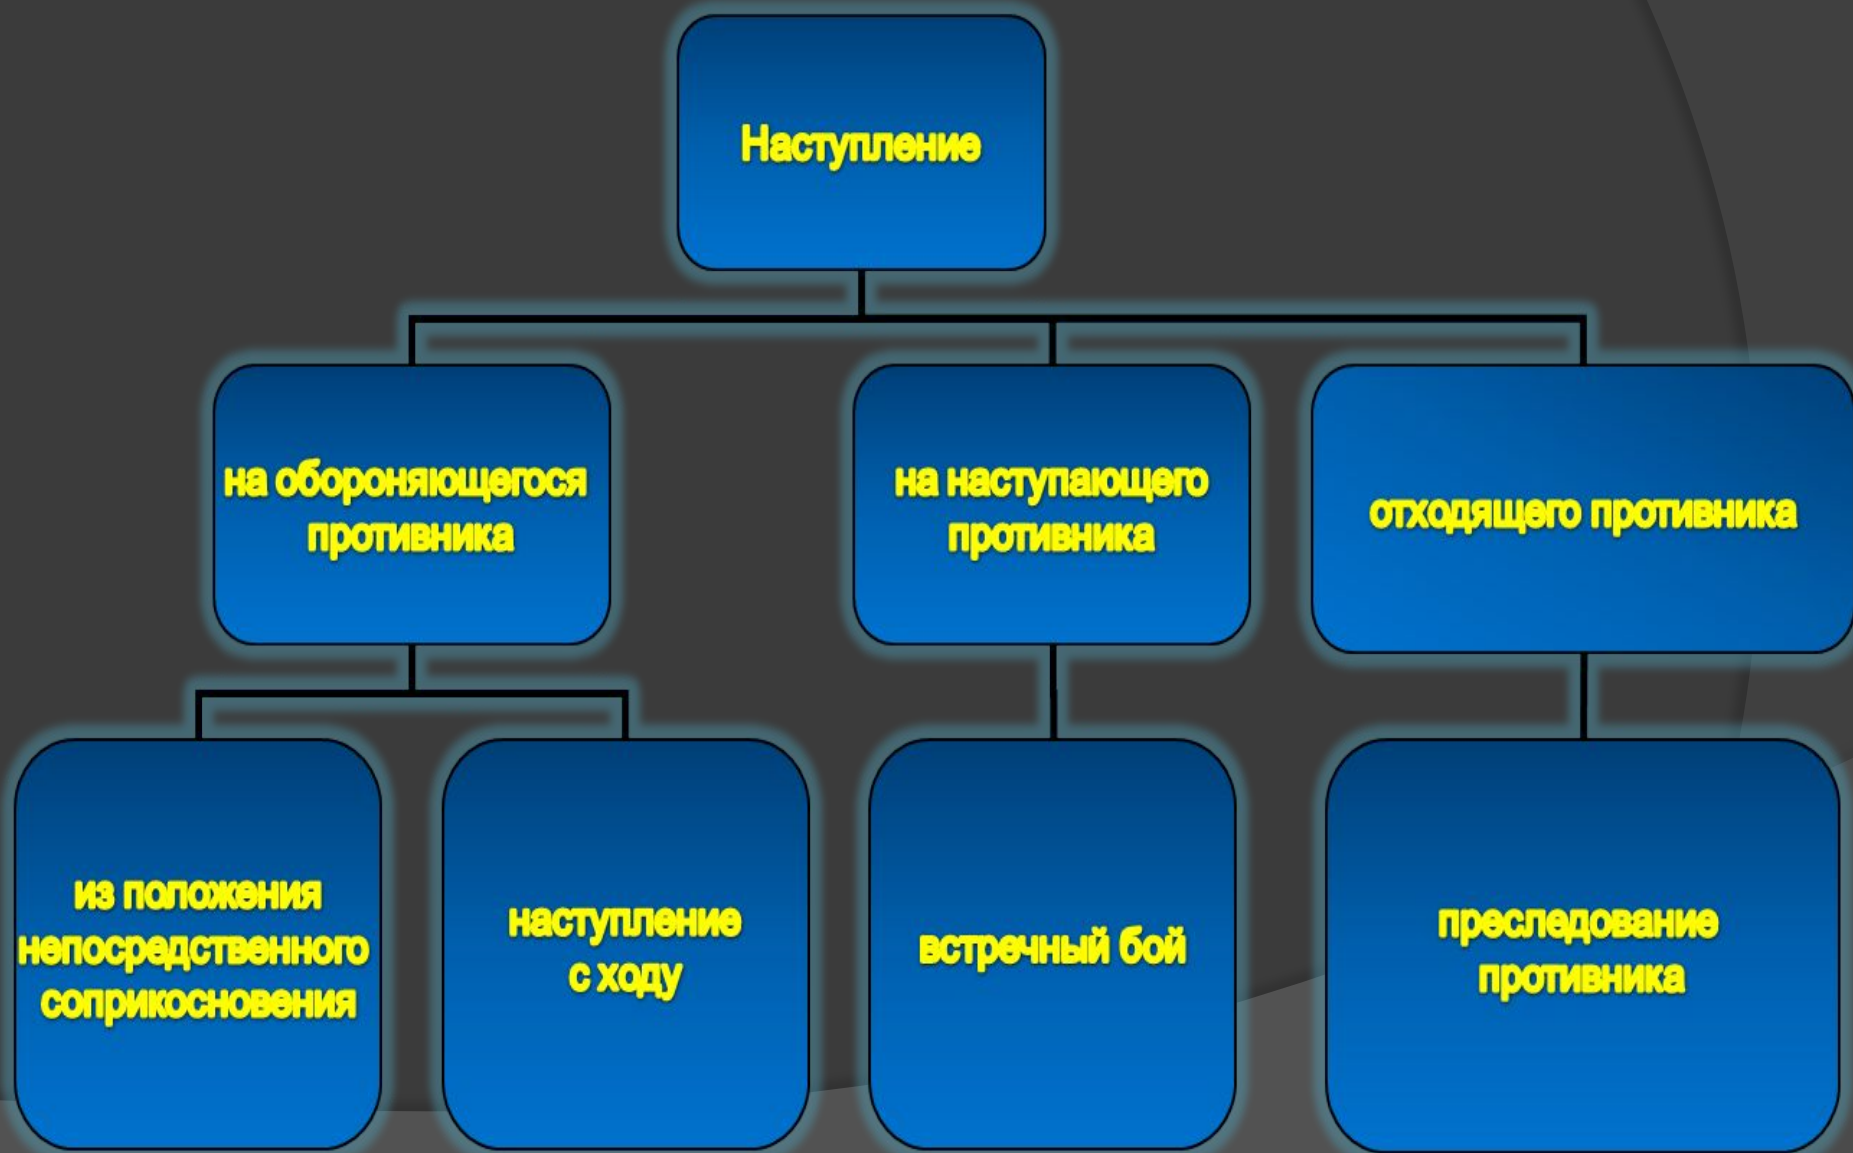 Наступление
на обороняющегося
противника
на наступающего
противника
отходящего противника
из положения
непосредственного
соприкосновения
наступление
с ходу
встречный бой
преследование
противника